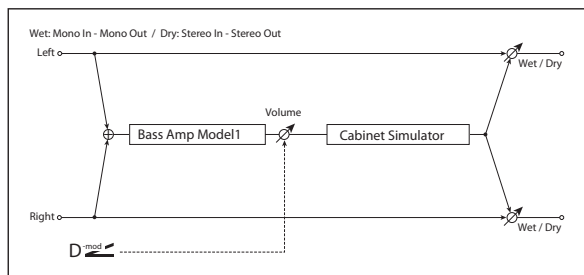 Wet: Mono In - Mono Out / Dry: Stereo In - Stereo Out
Left
Wet / Dry
Volume
Bass Amp Model1
Cabinet Simulator
Right
Wet / Dry
D-mod